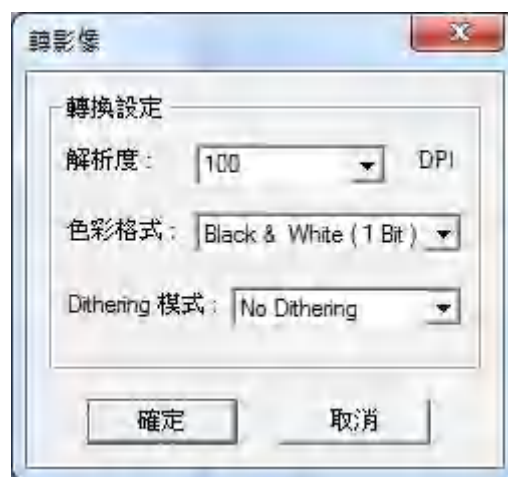 轉影像
轉換設定
解析度： 100 DPI
色彩格式： Black & White ( 1 Bit )
Dithering 模式： No Dithering
確定 取消